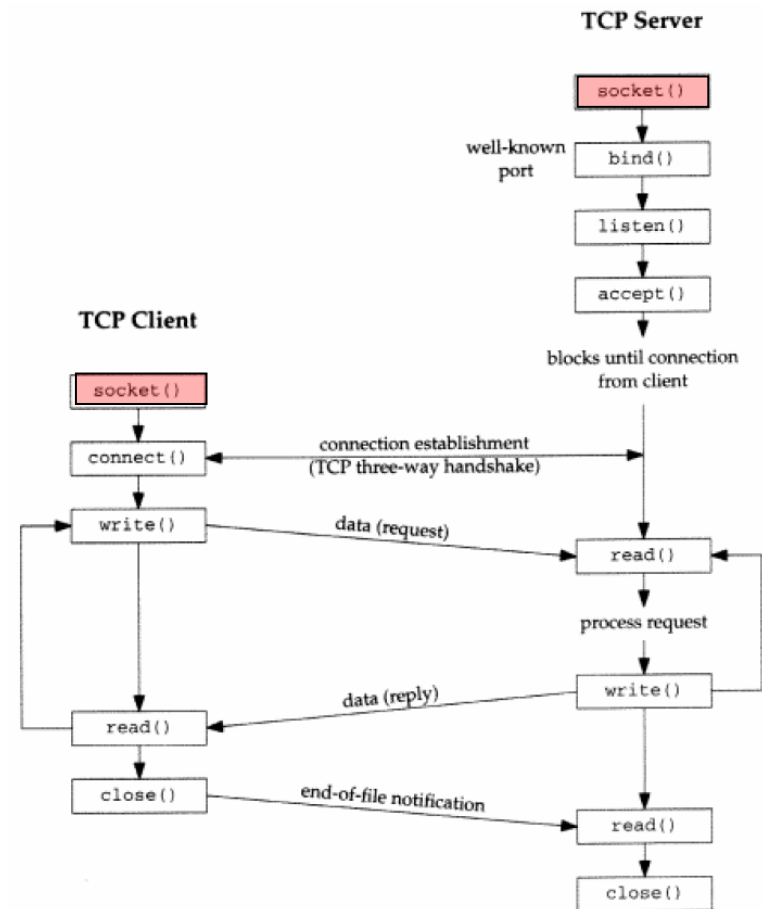 TCP Server
socket()
well-known
port
bind()
listen()
accept()
TCP Client
blocks until connection
from client
socket()
connection establishment
(TCP three-way handshake)
connect()
write()
data (request)
read()
process request
write()
data (reply)
read()
close()
end-of-file notification
read()
close()